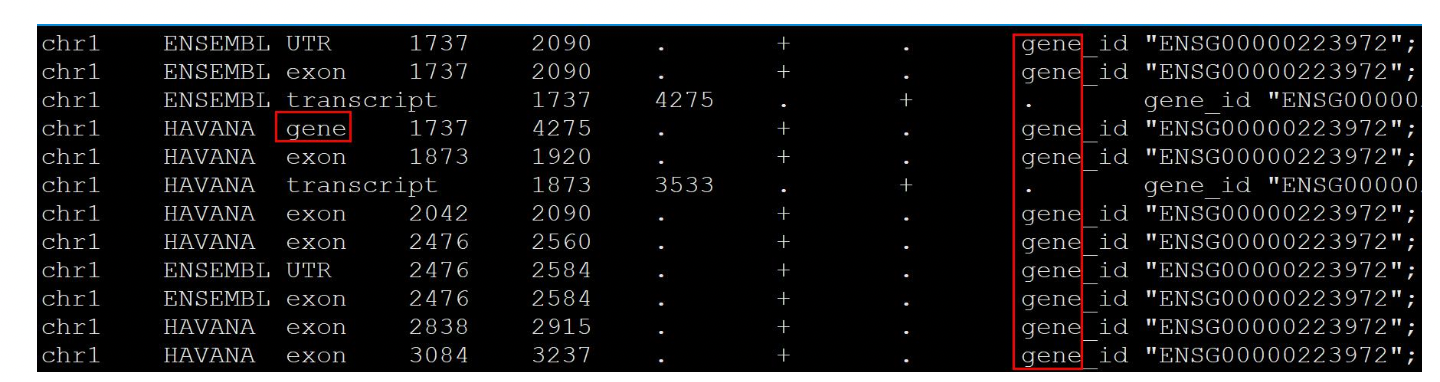 chr1 ENSEMBL UTR 1737 2090 . + . gene_id "ENSG00000223972";
chr1 ENSEMBL exon 1737 2090 . + . gene_id "ENSG00000223972";
chr1 ENSEMBL transcript 1737 4275 . + . gene_id "ENSG00000
chr1 HAVANA gene 1737 4275 . + . gene_id "ENSG00000223972";
chr1 HAVANA exon 1873 1920 . + . gene_id "ENSG00000223972";
chr1 HAVANA transcript 1873 3533 . + . gene_id "ENSG00000
chr1 HAVANA exon 2042 2090 . + . gene_id "ENSG00000223972";
chr1 HAVANA exon 2476 2560 . + . gene_id "ENSG00000223972";
chr1 ENSEMBL UTR 2476 2584 . + . gene_id "ENSG00000223972";
chr1 ENSEMBL exon 2476 2584 . + . gene_id "ENSG00000223972";
chr1 HAVANA exon 2838 2915 . + . gene_id "ENSG00000223972";
chr1 HAVANA exon 3084 3237 . + . gene_id "ENSG00000223972";